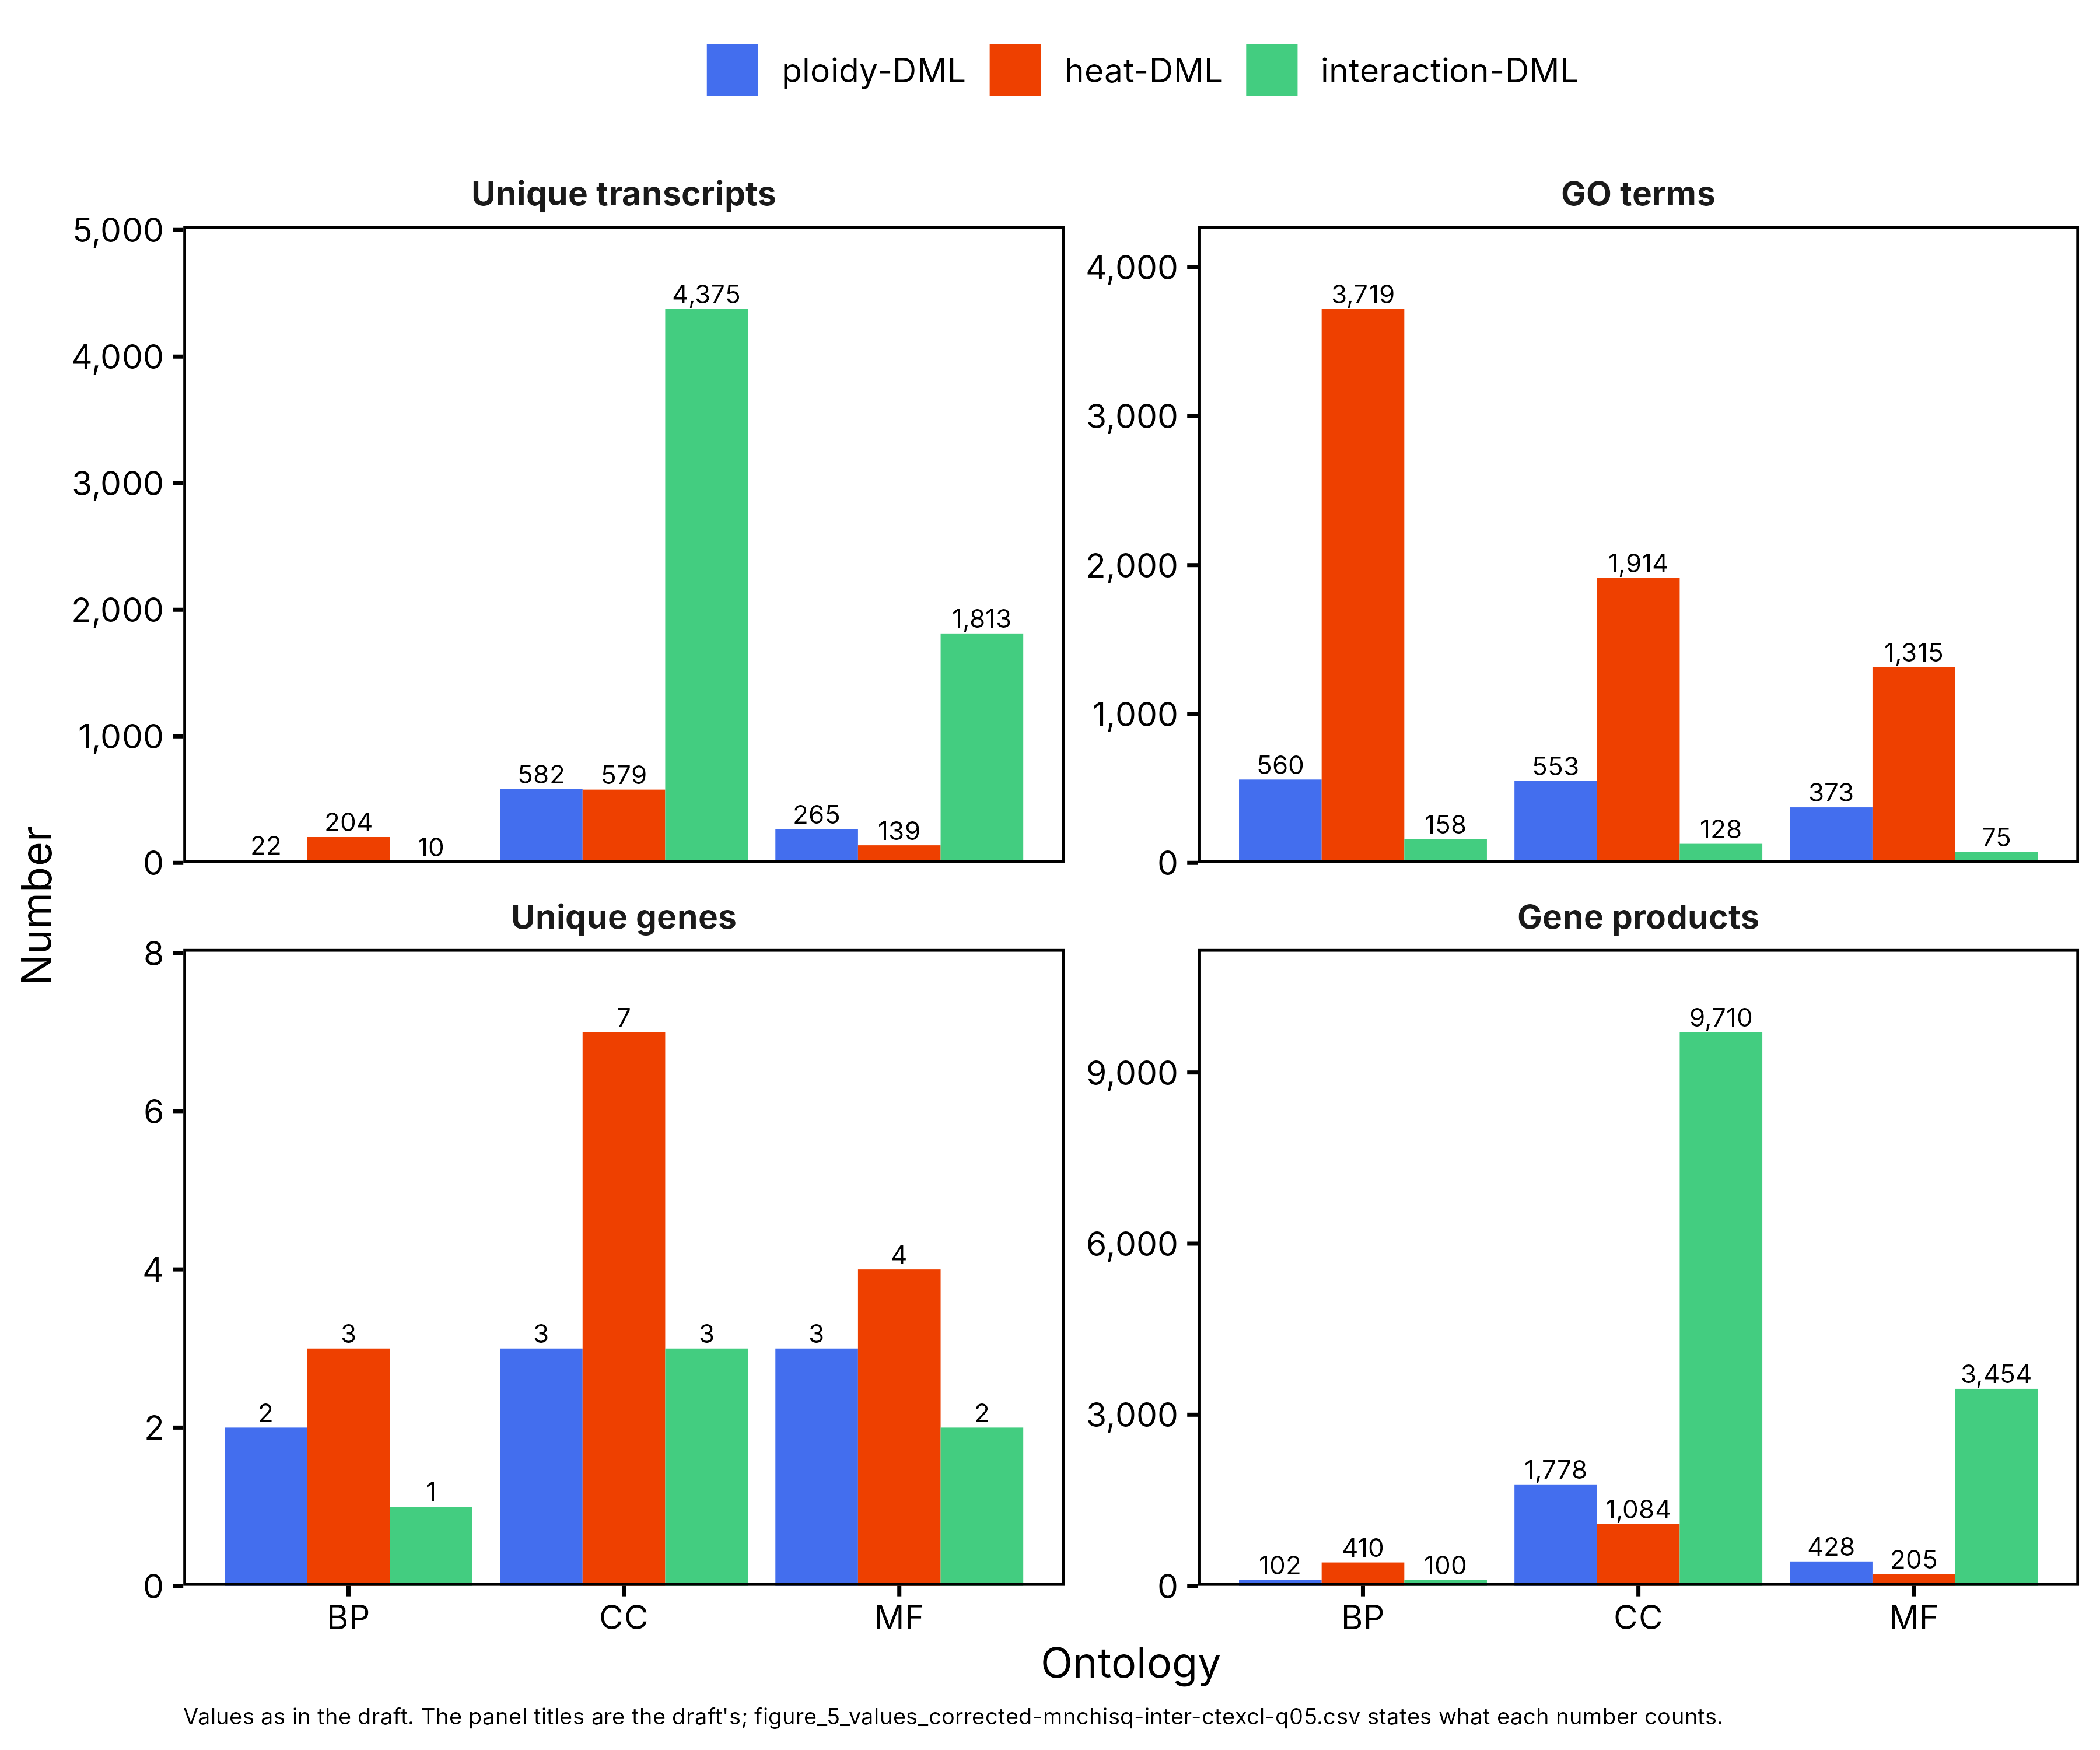 ploidy-DML heat-DML interaction-DML
Unique transcripts
5,000
4,000
3,000
2,000
1,000
0
22 204 10
582 579 4,375
265 139 1,813
GO terms
4,000
3,000
2,000
1,000
0
560 3,719 158
553 1,914 128
373 1,315 75
Number
Unique genes
8
6
4
2
0
2 3 1
3 7 3
3 4 2
BP CC MF
Gene products
9,000
6,000
3,000
0
102 410 100
1,778 1,084 9,710
428 205 3,454
BP CC MF
Ontology
Values as in the draft. The panel titles are the draft's; figure_5_values_corrected-mnchisq-inter-ctexcl-q05.csv states what each number counts.